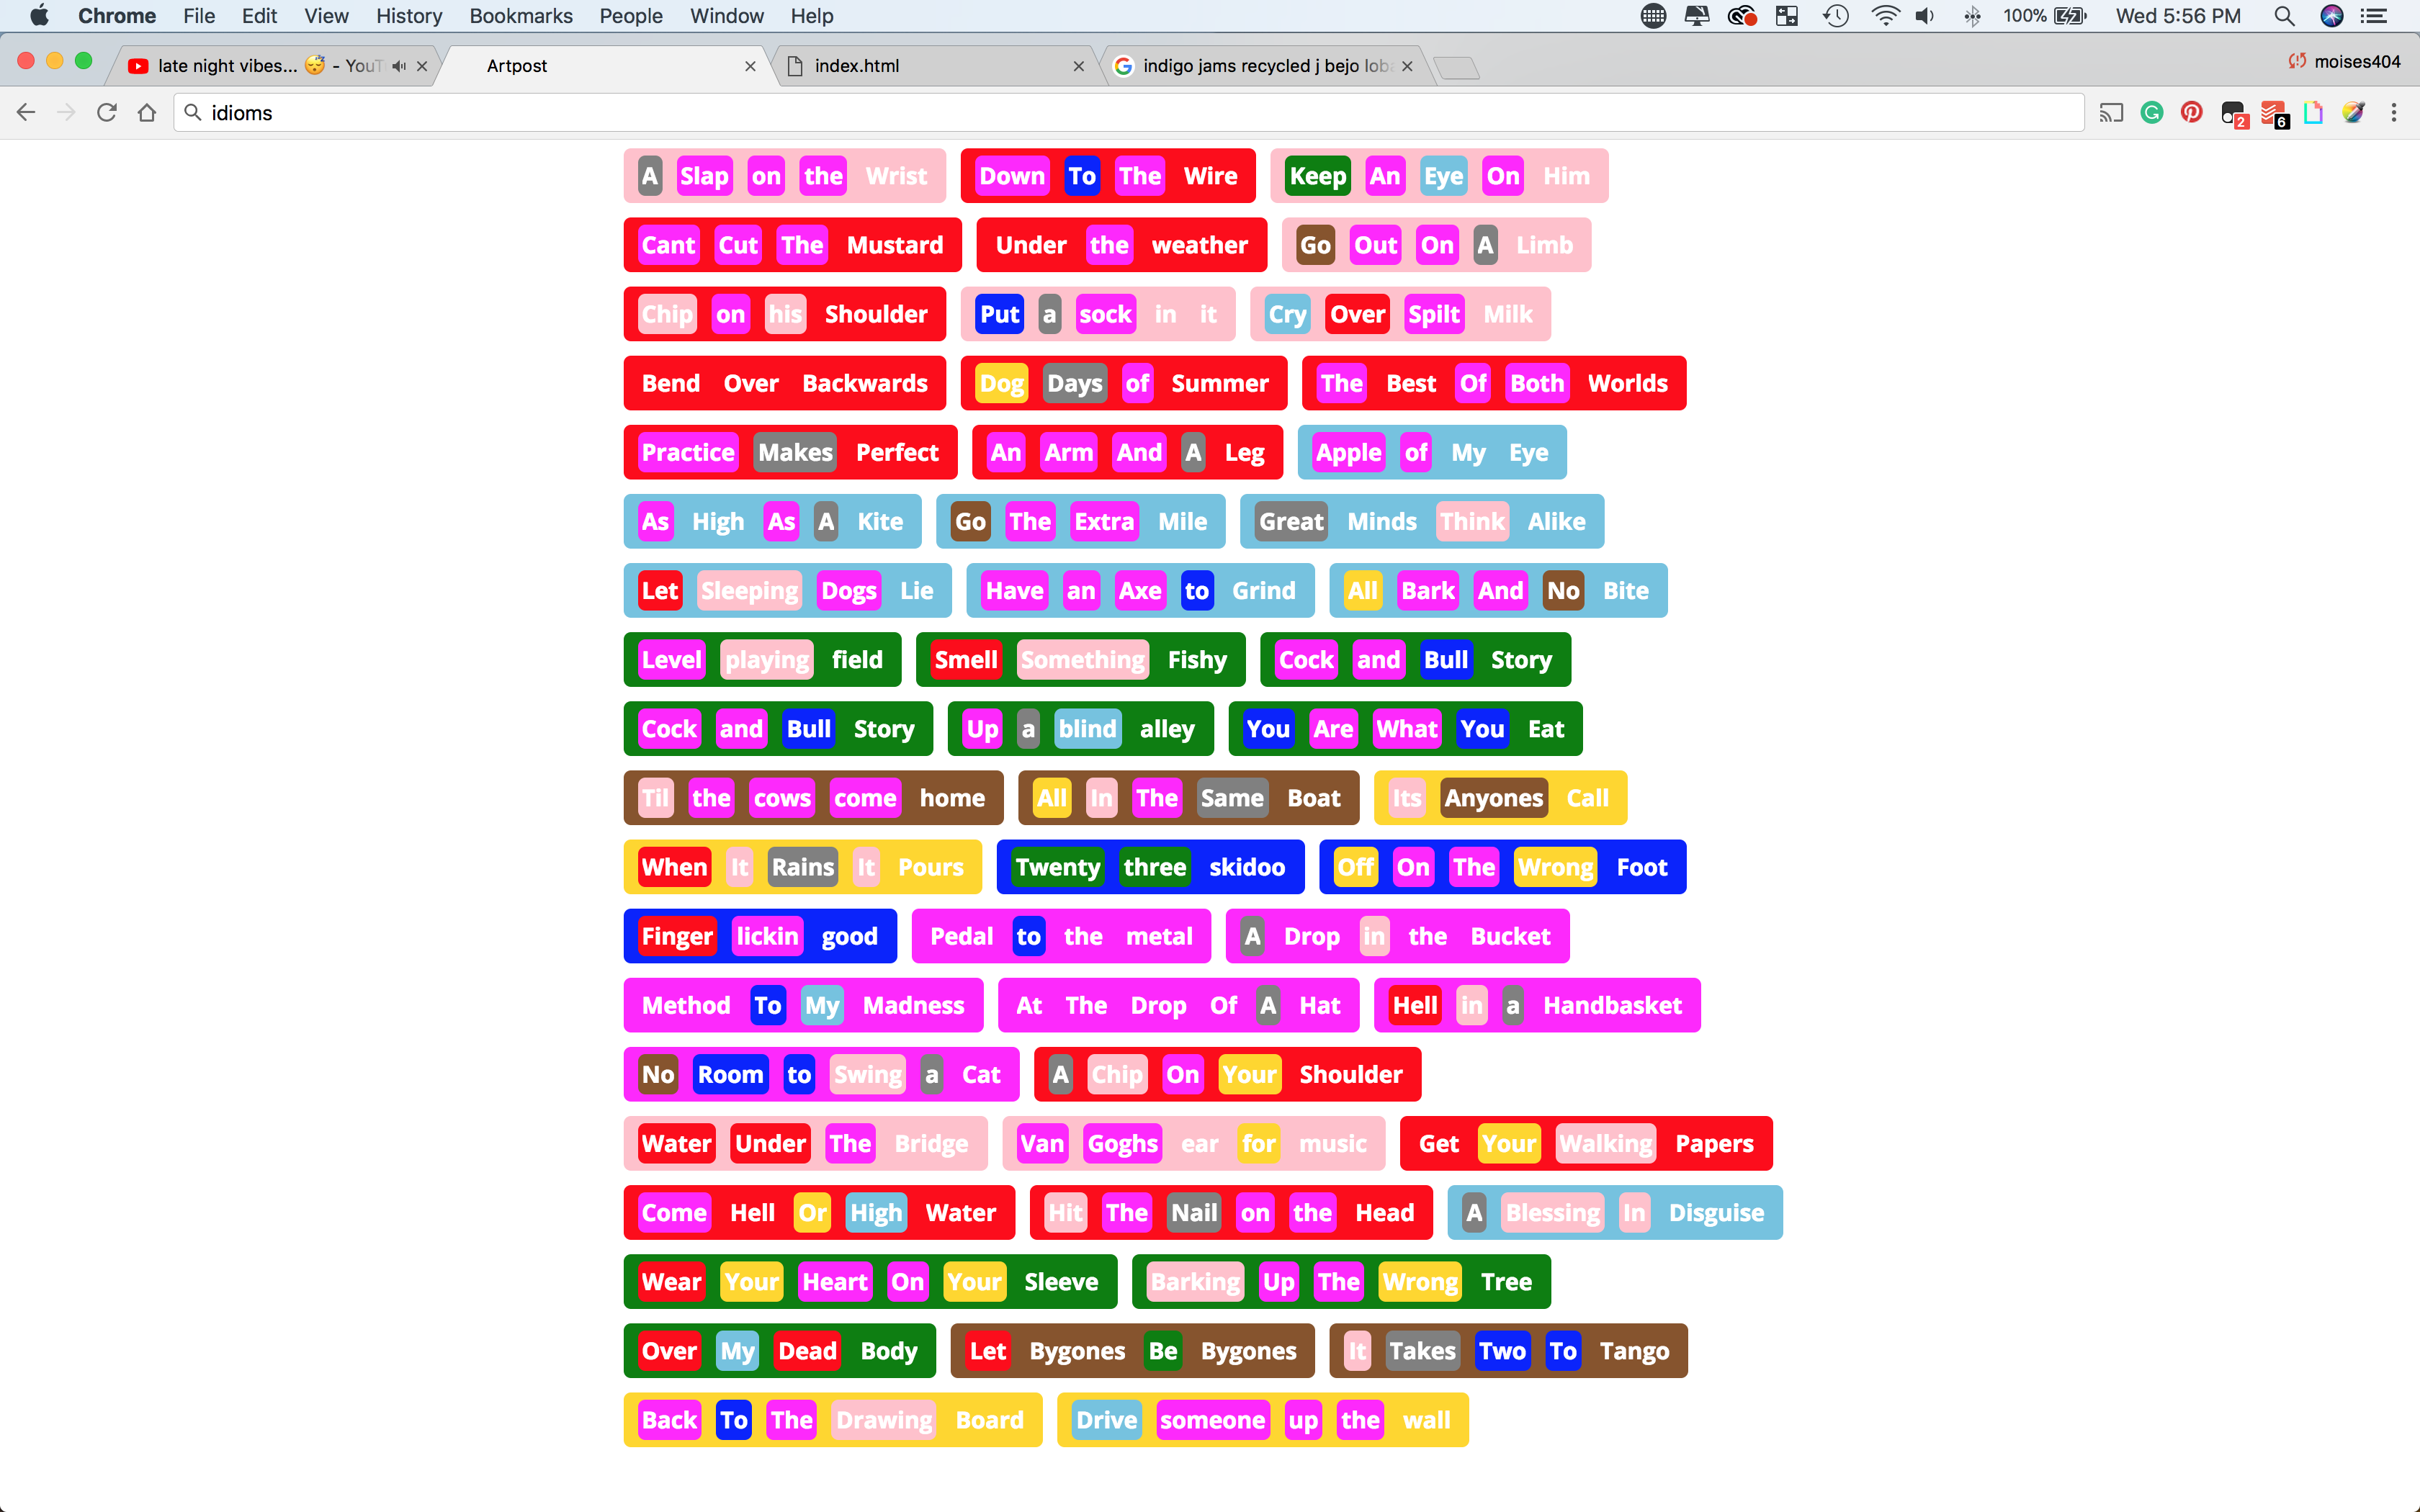 Chrome File Edit View History Bookmarks People Window Help 100% Wed 5:56 PM
late night vibes... 😴 - YouT Artpost index.html indigo jams recycled j bejo lob moises404
idioms 2 6
A Slap on the Wrist Down To The Wire Keep An Eye On Him
Cant Cut The Mustard Under the weather Go Out On A Limb
Chip on his Shoulder Put a sock in it Cry Over Spilt Milk
Bend Over Backwards Dog Days of Summer The Best Of Both Worlds
Practice Makes Perfect An Arm And A Leg Apple of My Eye
As High As A Kite Go The Extra Mile Great Minds Think Alike
Let Sleeping Dogs Lie Have an Axe to Grind All Bark And No Bite
Level playing field Smell Something Fishy Cock and Bull Story
Cock and Bull Story Up a blind alley You Are What You Eat
Til the cows come home All In The Same Boat Its Anyones Call
When It Rains It Pours Twenty three skidoo Off On The Wrong Foot
Finger lickin good Pedal to the metal A Drop in the Bucket
Method To My Madness At The Drop Of A Hat Hell in a Handbasket
No Room to Swing a Cat A Chip On Your Shoulder
Water Under The Bridge Van Goghs ear for music Get Your Walking Papers
Come Hell Or High Water Hit The Nail on the Head A Blessing In Disguise
Wear Your Heart On Your Sleeve Barking Up The Wrong Tree
Over My Dead Body Let Bygones Be Bygones It Takes Two To Tango
Back To The Drawing Board Drive someone up the wall